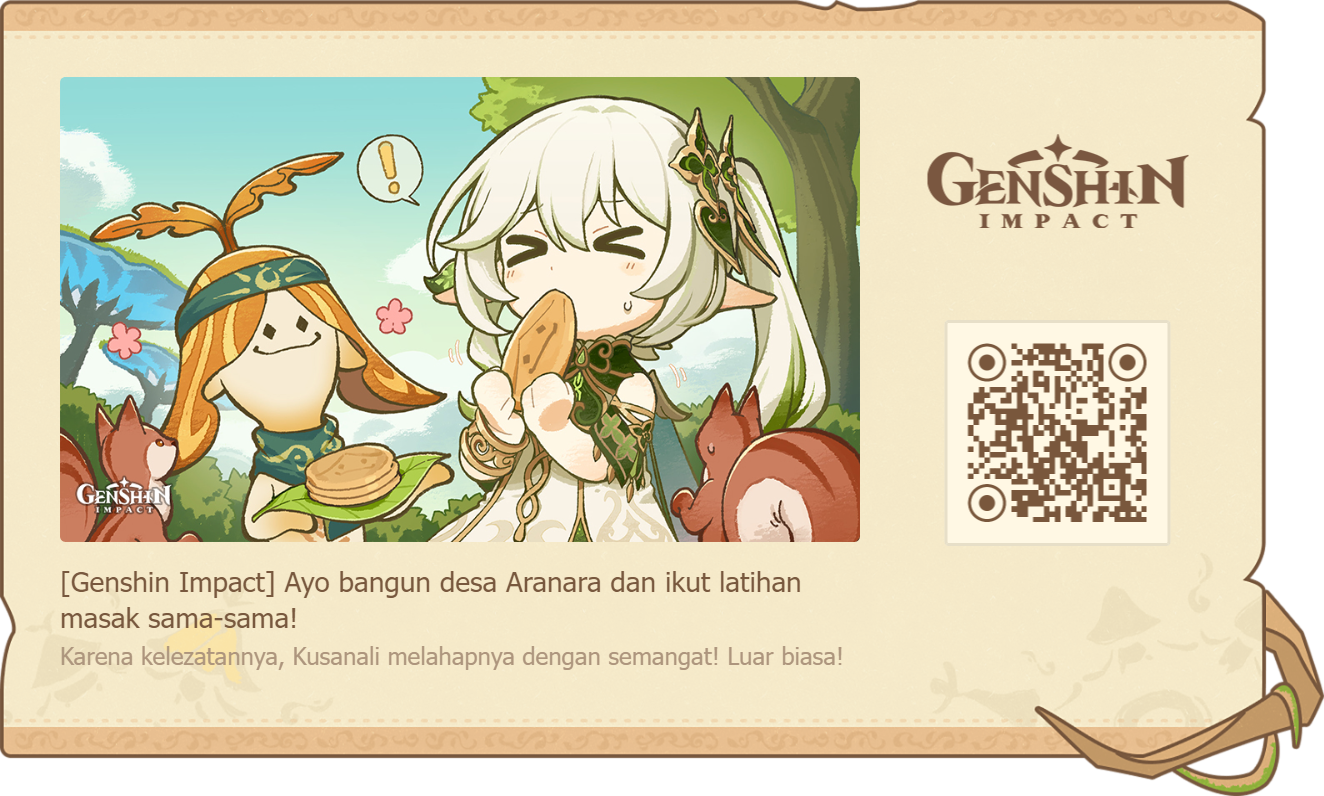 GENSHIN
IMPACT
GENSHIN
IMPACT
[Genshin Impact] Ayo bangun desa Aranara dan ikut latihan
masak sama-sama!
Karena kelezatannya, Kusanali melahapnya dengan semangat! Luar biasa!